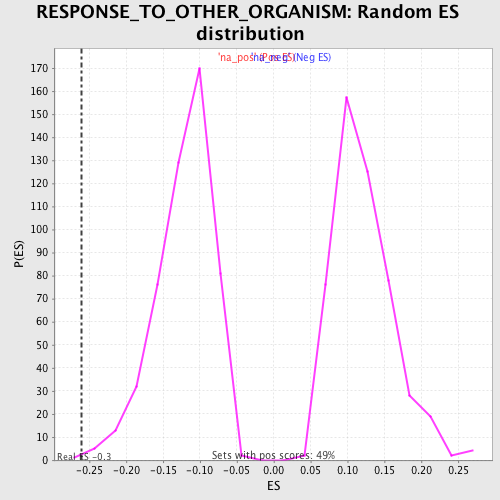 RESPONSE_TO_OTHER_ORGANISM: Random ES
distribution
'na_pos' (Pos ES) 'na_neg' (Neg ES)
170
160
150
140
130
120
110
100
90
80
70
60
50
40
30
20
10
0
P(ES)
Real ES -0.3
Sets with pos scores: 49%
-0.25 -0.20 -0.15 -0.10 -0.05 0.00 0.05 0.10 0.15 0.20 0.25
ES